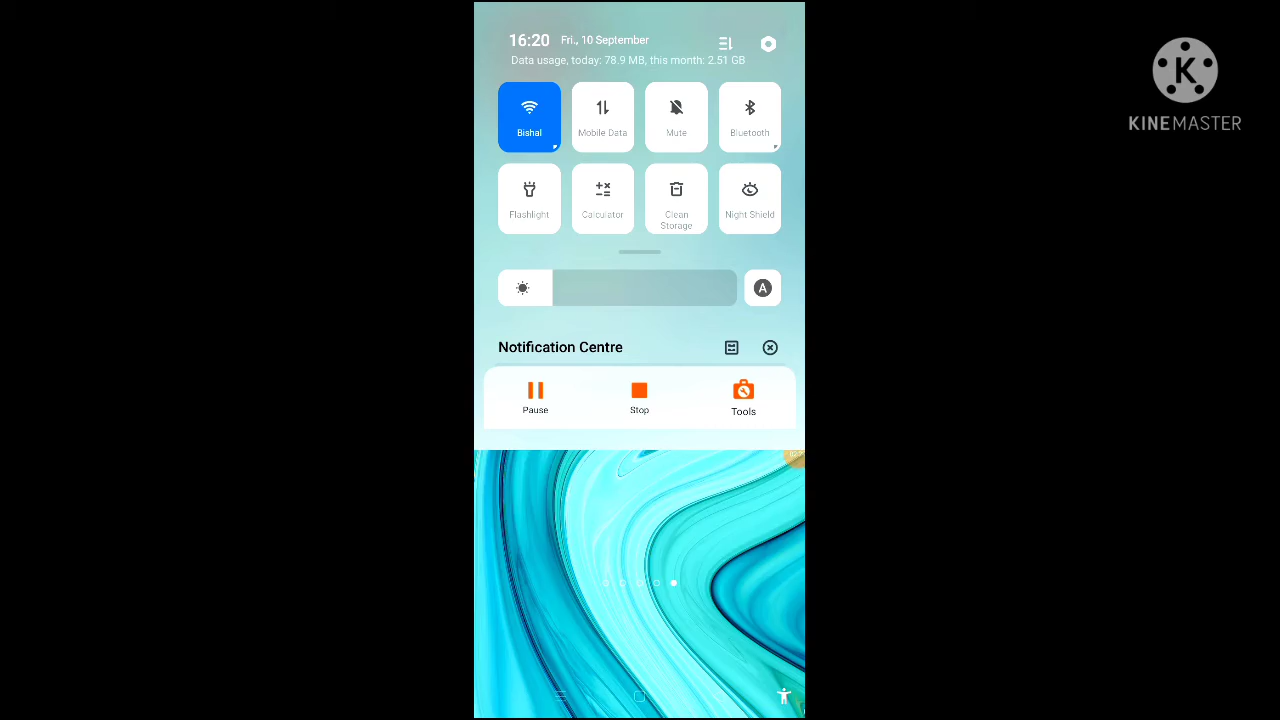 16:20 Fri., 10 September
Data usage, today: 78.9 MB, this month: 2.51 GB
Bishal
Mobile Data
Mute
Bluetooth
Flashlight
Calculator
Clean
Storage
Night Shield
A
Notification Centre
Pause
Stop
Tools
K
KINEMASTER